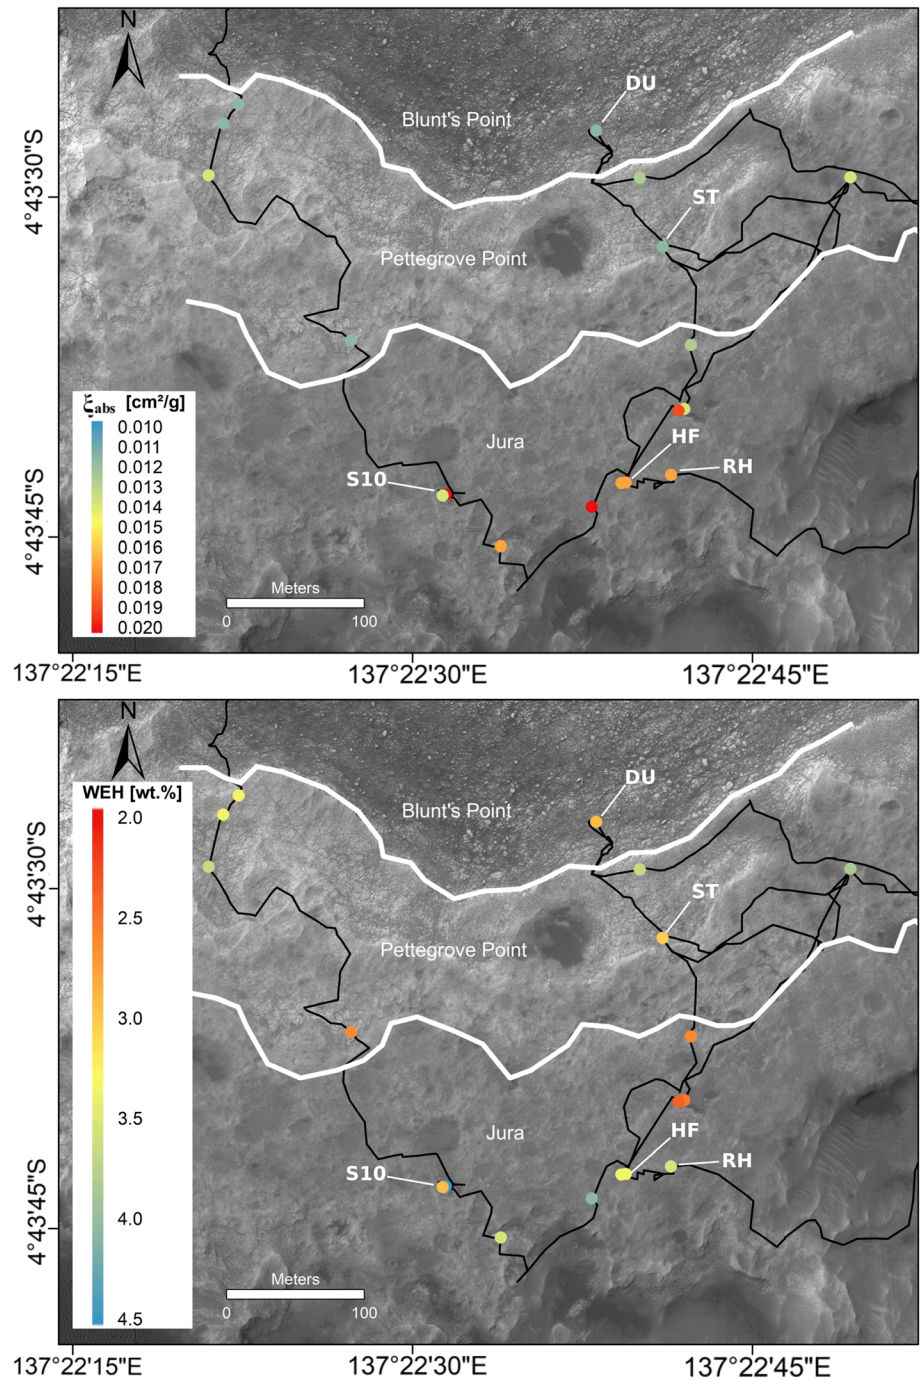 N
DU
Blunt's Point
4°43'30"S
ST
Pettegrove Point
ξabs [cm²/g]
0.010
0.011
0.012
0.013
0.014
0.015
0.016
0.017
0.018
0.019
0.020
Jura
HF
RH
S10
4°43'45"S
Meters
0 100
137°22'15"E 137°22'30"E 137°22'45"E
N
WEH [wt.%]
2.0
2.5
3.0
3.5
4.0
4.5
DU
Blunt's Point
4°43'30"S
ST
Pettegrove Point
Jura
HF
RH
S10
4°43'45"S
Meters
0 100
137°22'15"E 137°22'30"E 137°22'45"E